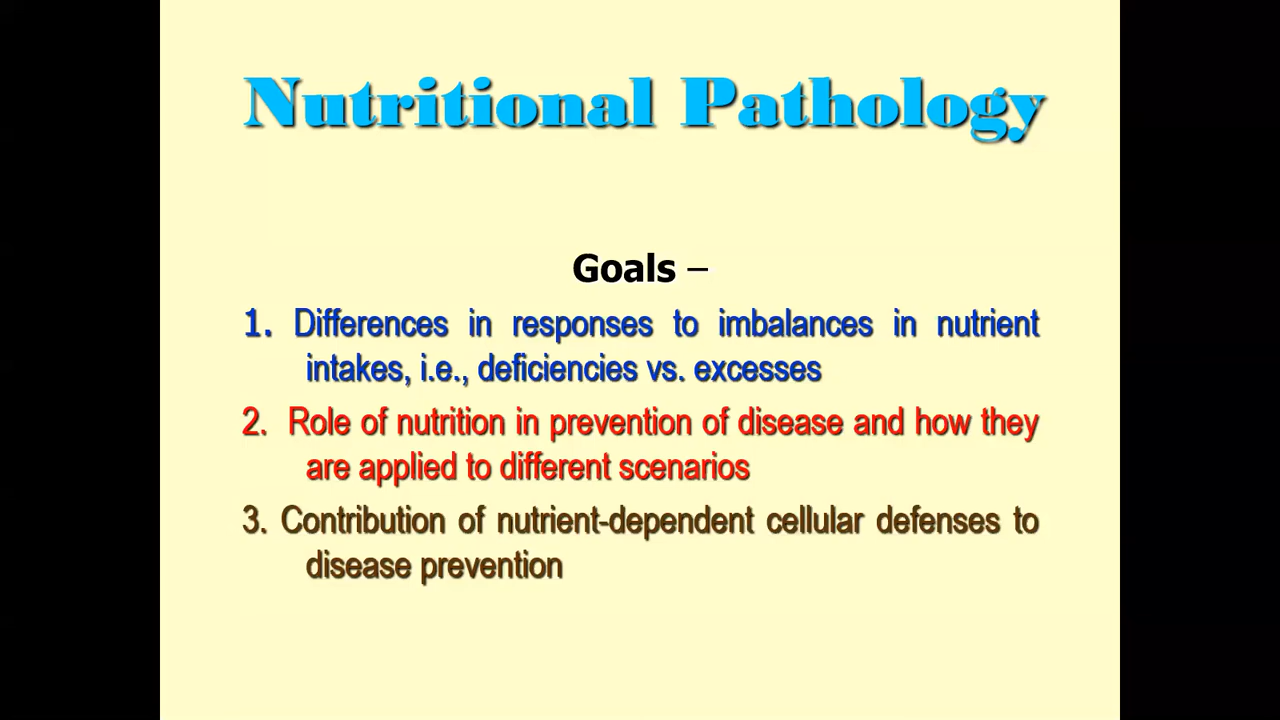 Nutritional Pathology
Goals –
1. Differences in responses to imbalances in nutrient
intakes, i.e., deficiencies vs. excesses
2. Role of nutrition in prevention of disease and how they
are applied to different scenarios
3. Contribution of nutrient-dependent cellular defenses to
disease prevention